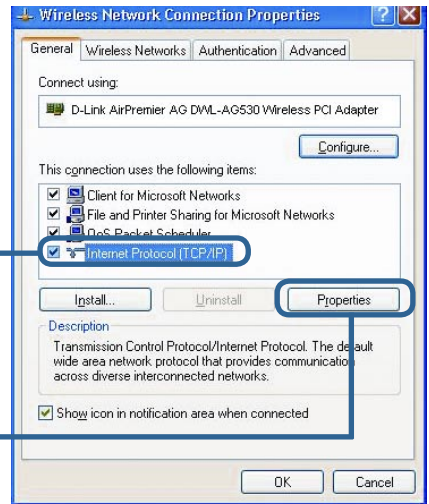 Wireless Network Connection Properties
General Wireless Networks Authentication Advanced
Connect using:
D-Link AirPremier AG DWL-AG530 Wireless PCI Adapter
Configure...
This connection uses the following items:
Client for Microsoft Networks
File and Printer Sharing for Microsoft Networks
QoS Packet Scheduler
Internet Protocol (TCP/IP)
Install... Uninstall Properties
Description
Transmission Control Protocol/Internet Protocol. The default
wide area network protocol that provides communication
across diverse interconnected networks.
Show icon in notification area when connected
OK Cancel